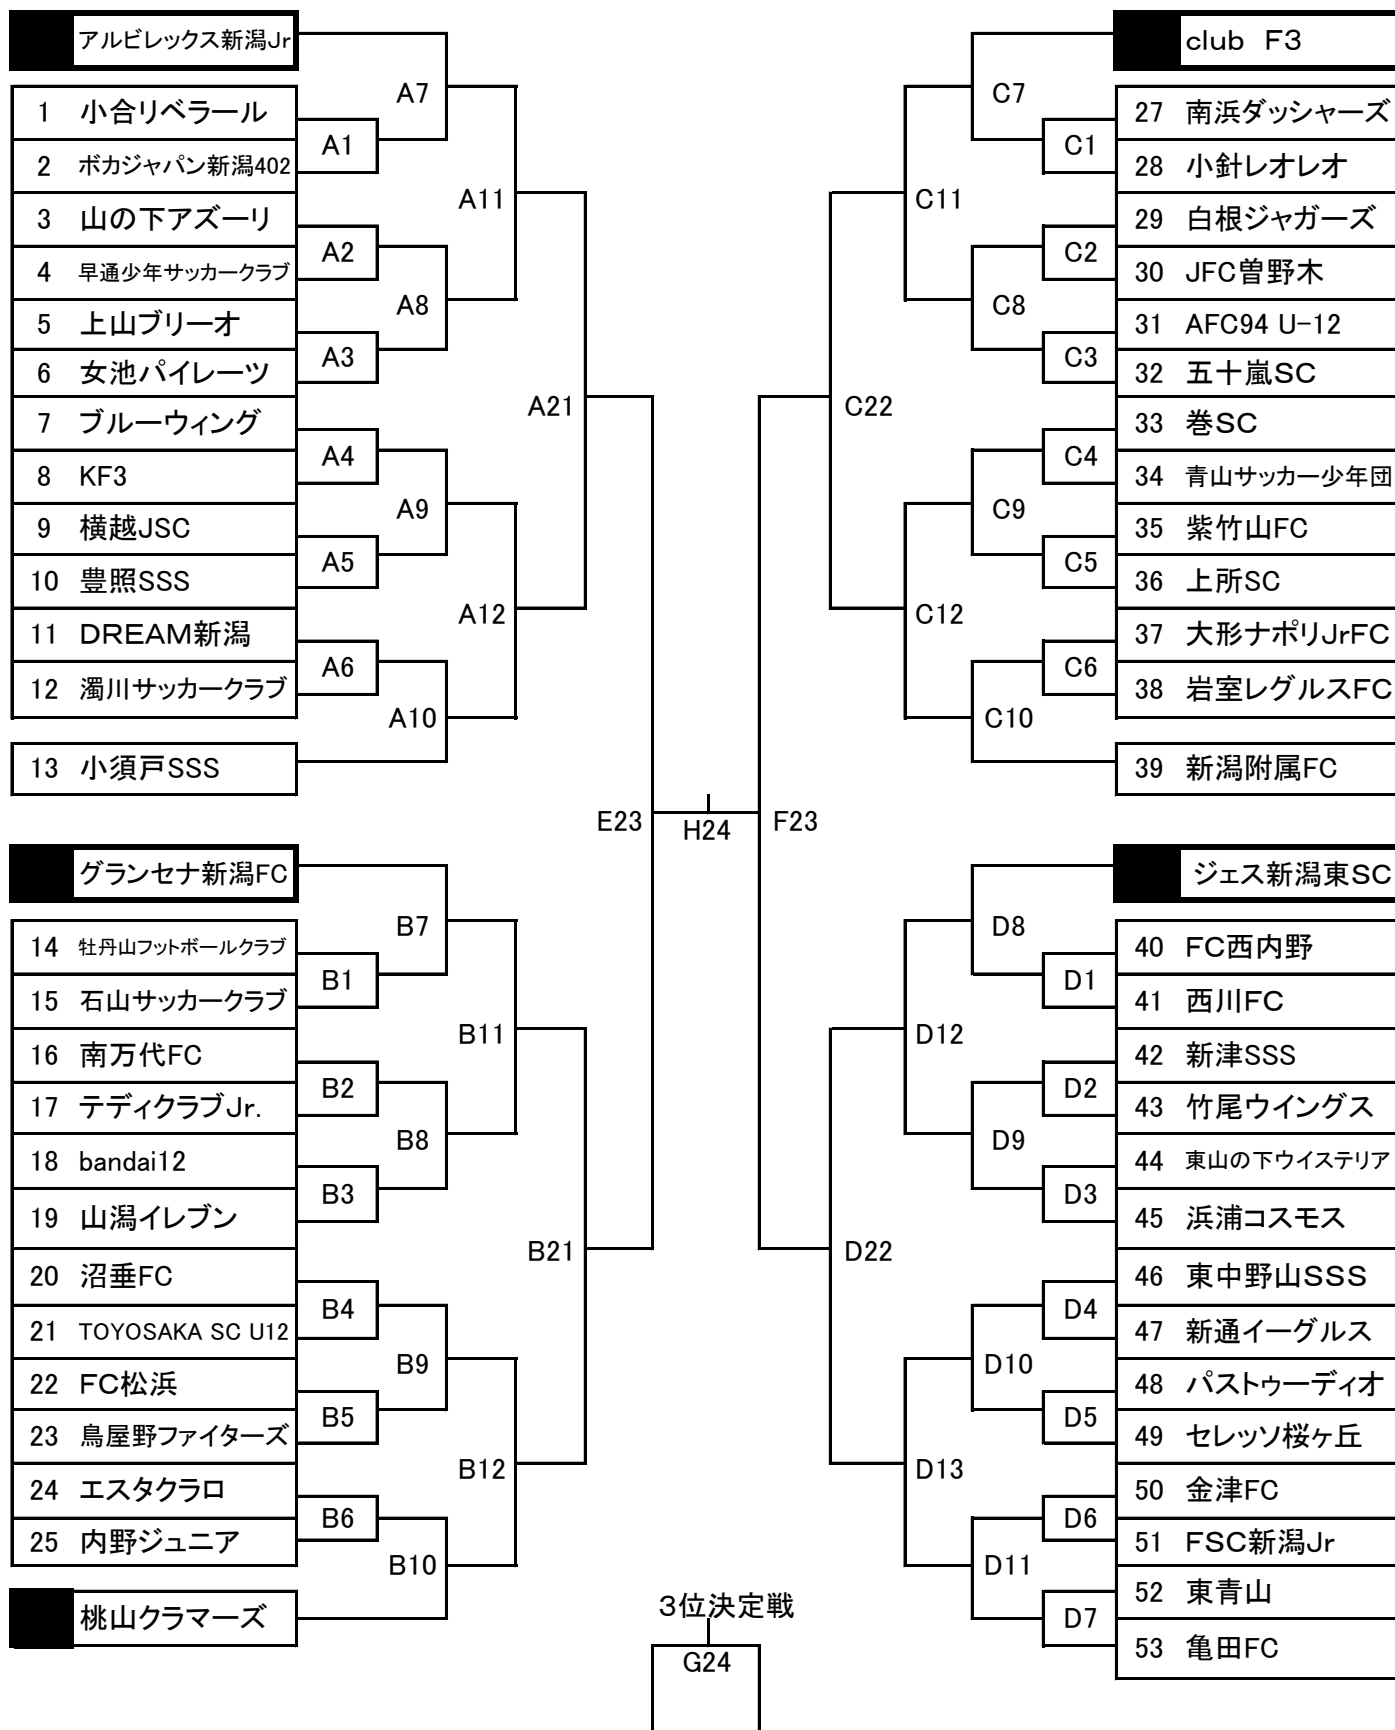 アルビレックス新潟Jr
1 小合リベラール
2 ボカジャパン新潟402
3 山の下アズーリ
4 早通少年サッカークラブ
5 上山ブリーオ
6 女池パイレーツ
7 ブルーウィング
8 KF3
9 横越JSC
10 豊照SSS
11 DREAM新潟
12 濁川サッカークラブ
13 小須戸SSS
A1
A2
A3
A4
A5
A6
A7
A8
A9
A10
A11
A12
A21
グランセナ新潟FC
14 牡丹山フットボールクラブ
15 石山サッカークラブ
16 南万代FC
17 テディクラブJr.
18 bandai12
19 山潟イレブン
20 沼垂FC
21 TOYOSAKA SC U12
22 FC松浜
23 鳥屋野ファイターズ
24 エスタクラロ
25 内野ジュニア
桃山クラマーズ
B1
B2
B3
B4
B5
B6
B7
B8
B9
B10
B11
B12
B21
E23
H24
F23
3位決定戦
G24
club F3
27 南浜ダッシャーズ
28 小針レオレオ
29 白根ジャガーズ
30 JFC曽野木
31 AFC94 U-12
32 五十嵐SC
33 巻SC
34 青山サッカー少年団
35 紫竹山FC
36 上所SC
37 大形ナポリJrFC
38 岩室レグルスFC
39 新潟附属FC
C1
C2
C3
C4
C5
C6
C7
C8
C9
C10
C11
C12
C22
ジェス新潟東SC
40 FC西内野
41 西川FC
42 新津SSS
43 竹尾ウイングス
44 東山の下ウイステリア
45 浜浦コスモス
46 東中野山SSS
47 新通イーグルス
48 パストゥーディオ
49 セレッソ桜ヶ丘
50 金津FC
51 FSC新潟Jr
52 東青山
53 亀田FC
D1
D2
D3
D4
D5
D6
D7
D8
D9
D10
D11
D12
D13
D22